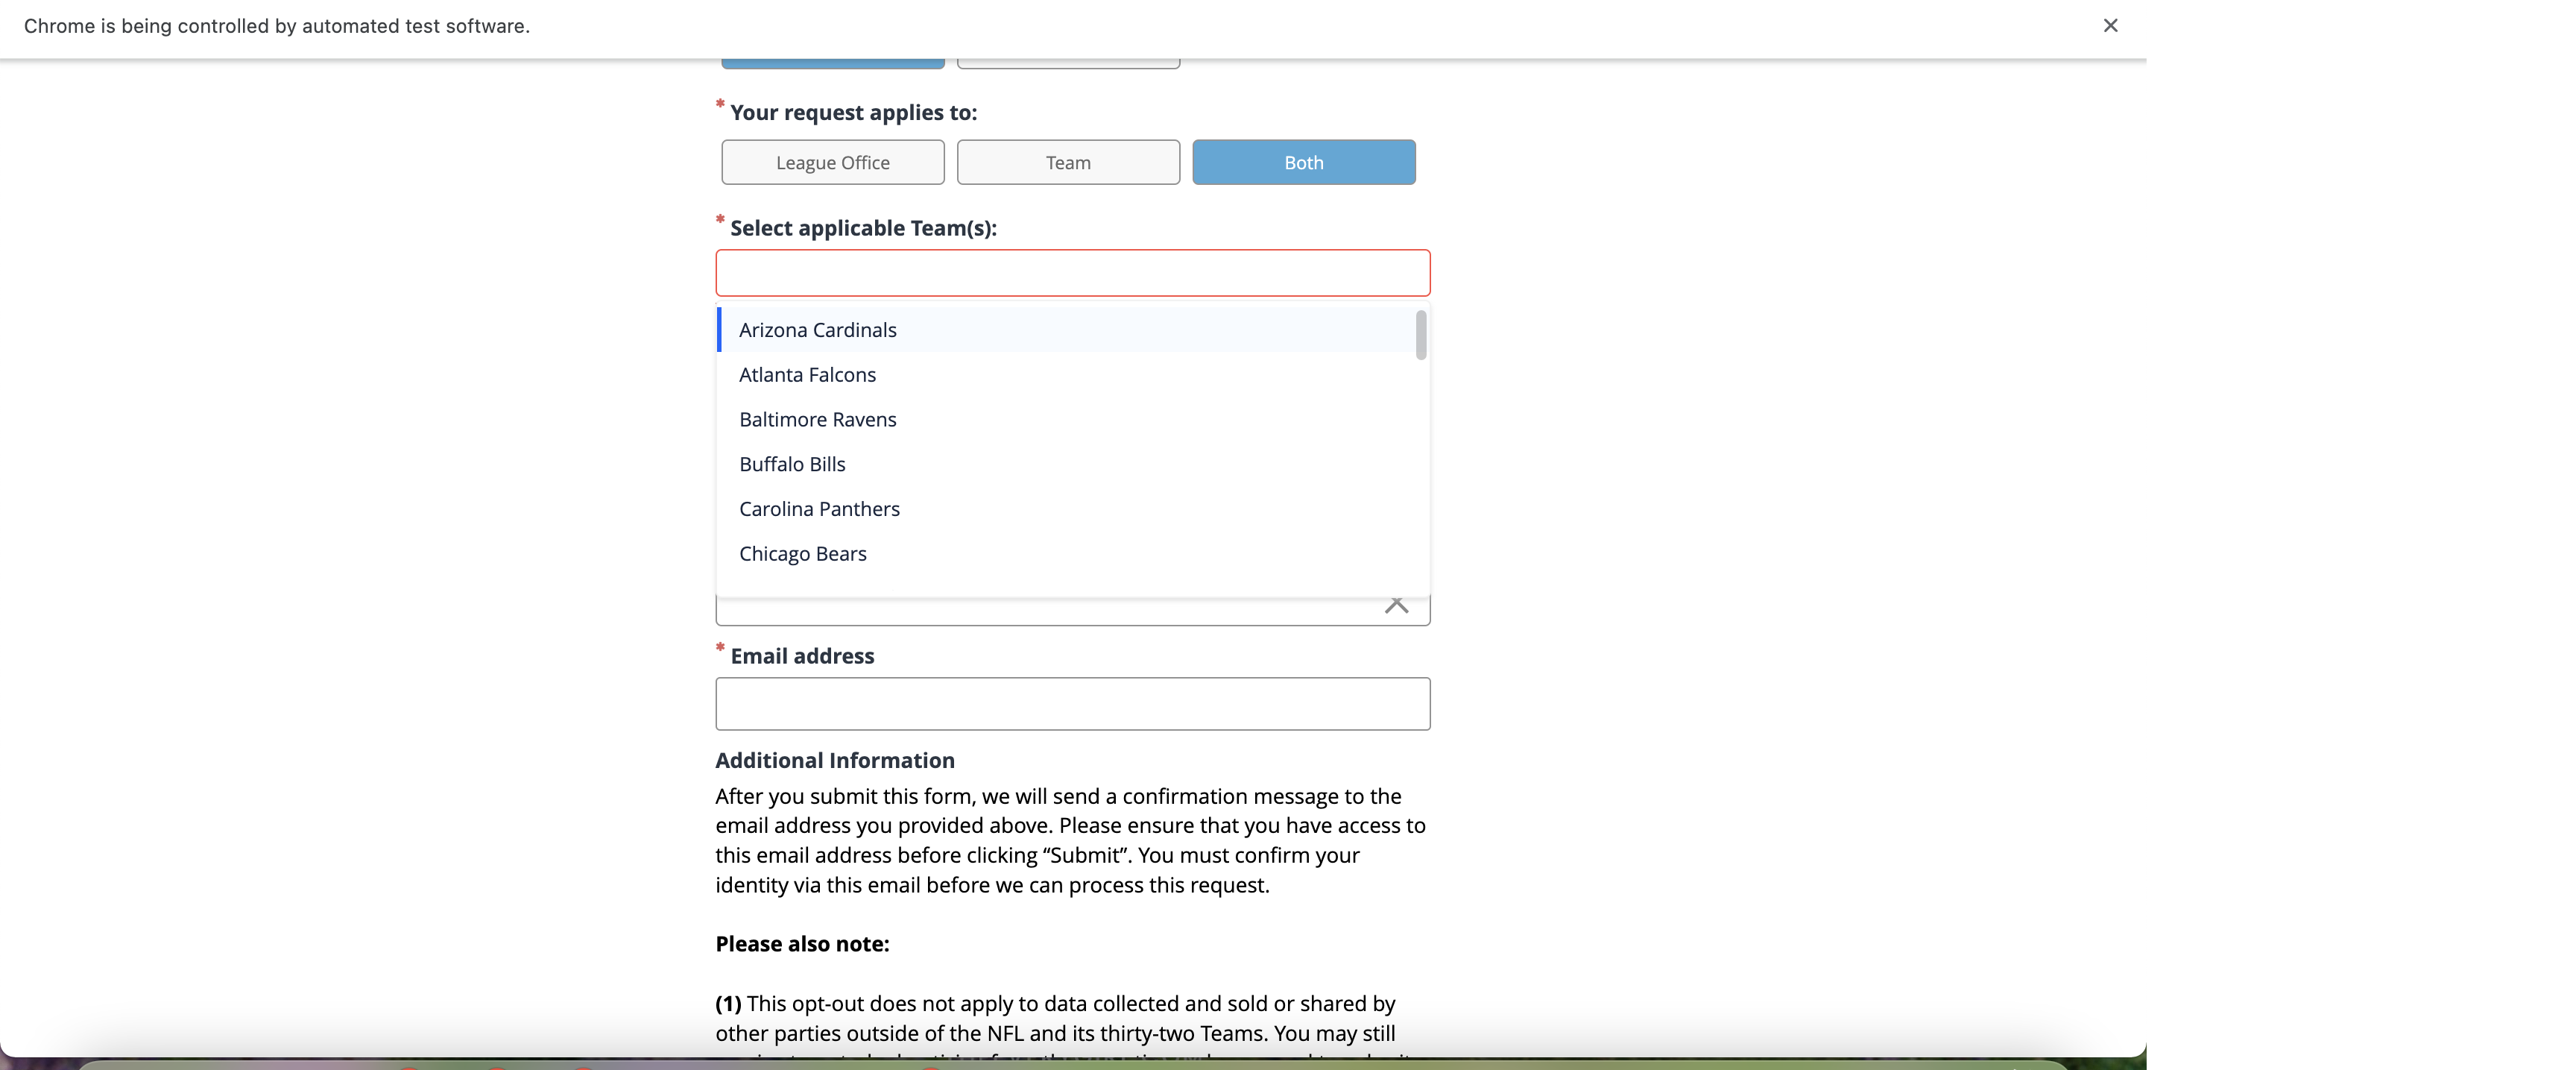 Chrome is being controlled by automated test software.
* Your request applies to:
League Office
Team
Both
* Select applicable Team(s):
Arizona Cardinals
Atlanta Falcons
Baltimore Ravens
Buffalo Bills
Carolina Panthers
Chicago Bears
* Email address
Additional Information
After you submit this form, we will send a confirmation message to the
email address you provided above. Please ensure that you have access to
this email address before clicking “Submit”. You must confirm your
identity via this email before we can process this request.
Please also note:
(1) This opt-out does not apply to data collected and sold or shared by
other parties outside of the NFL and its thirty-two Teams. You may still